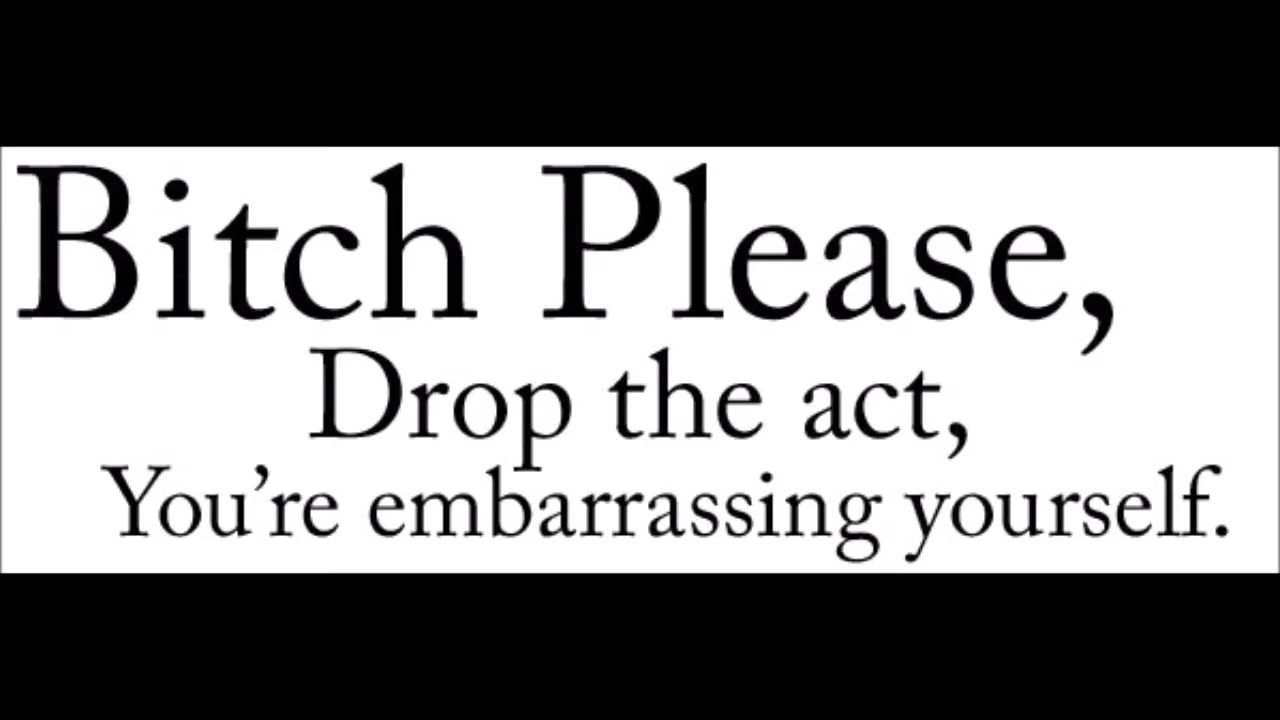 Bitch Please,
Drop the act,
You’re embarrassing yourself.